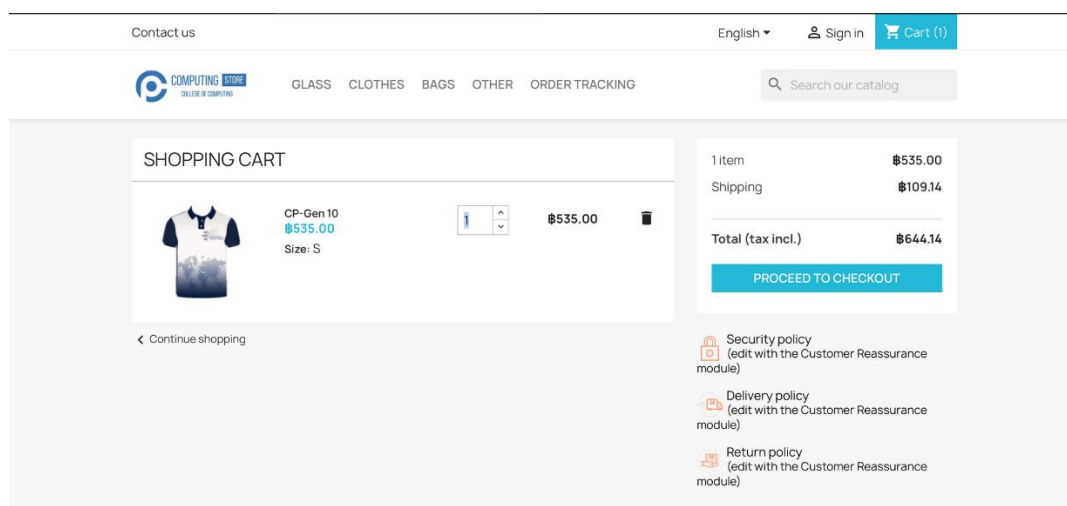 Contact us
English
Sign in
Cart (1)
COMPUTING STORE
COLLEGE OF COMPUTING
GLASS CLOTHES BAGS OTHER ORDER TRACKING
Search our catalog
SHOPPING CART
CP-Gen 10
฿535.00
Size: S
1
฿535.00
Continue shopping
1 item ฿535.00
Shipping ฿109.14
Total (tax incl.) ฿644.14
PROCEED TO CHECKOUT
Security policy
(edit with the Customer Reassurance
module)
Delivery policy
(edit with the Customer Reassurance
module)
Return policy
(edit with the Customer Reassurance
module)